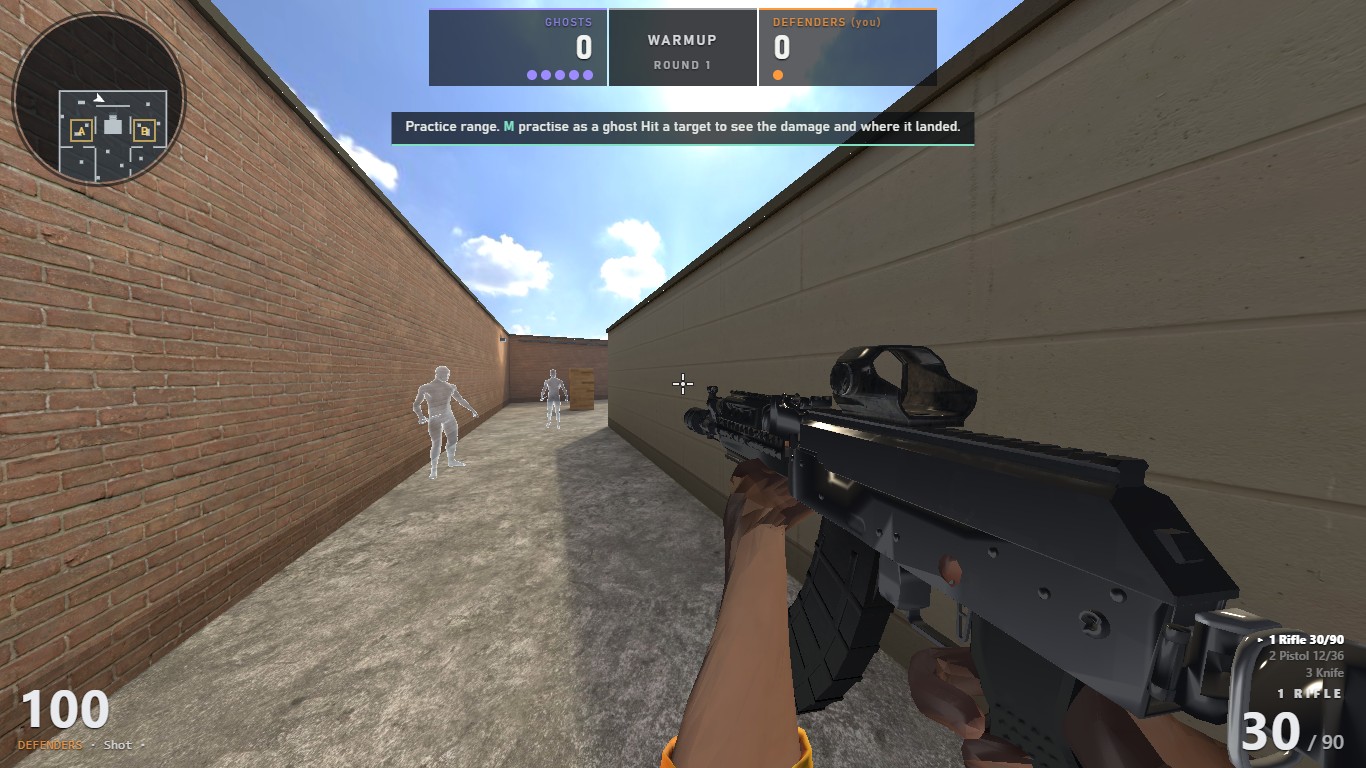 GHOSTS
0
WARMUP
ROUND 1
DEFENDERS (you)
0
Practice range. M practise as a ghost Hit a target to see the damage and where it landed.
A
B
1 Rifle 30/90
2 Pistol 12/36
3 Knife
1 RIFLE
30 / 90
100
DEFENDERS · Shot ·